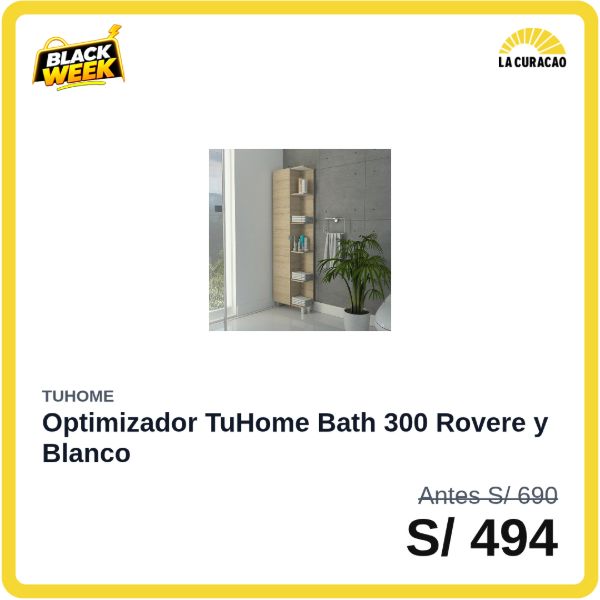 BLACK
WEEK
LA CURACAO
TUHOME
Optimizador TuHome Bath 300 Rovere y
Blanco
Antes S/ 690
S/ 494